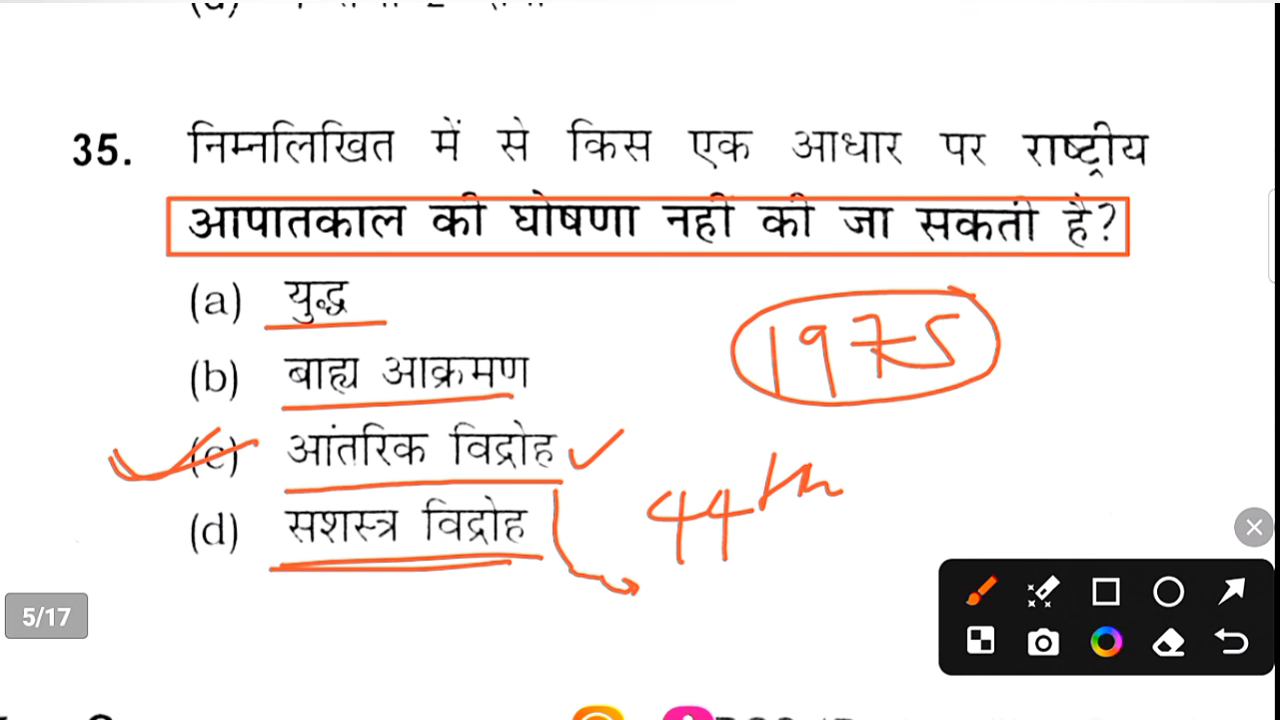 35. निम्नलिखित में से किस एक आधार पर राष्ट्रीय
आपातकाल की घोषणा नहीं की जा सकती है?
(a) युद्ध
1975
(b) बाह्य आक्रमण
(c) आंतरिक विद्रोह
44th
(d) सशस्त्र विद्रोह
5/17